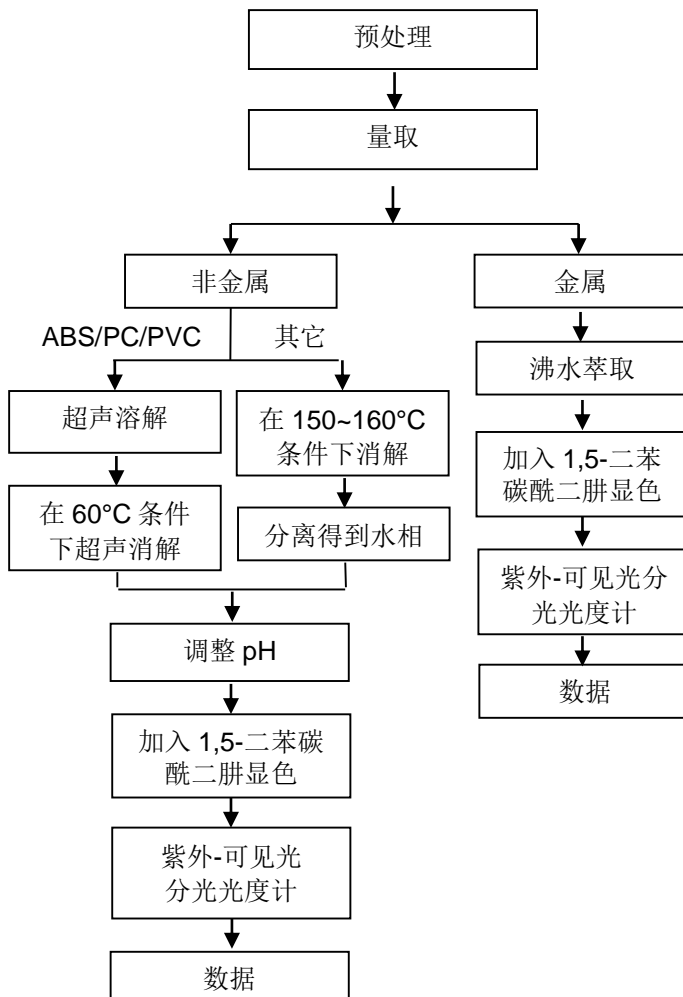 预处理
量取
非金属
金属
ABS/PC/PVC
其它
沸水萃取
超声溶解
在 150~160°C
条件下消解
加入 1,5-二苯
碳酰二肼显色
在 60°C 条件
下超声消解
分离得到水相
紫外-可见光分
光光度计
调整 pH
数据
加入 1,5-二苯碳
酰二肼显色
紫外-可见光
分光光度计
数据